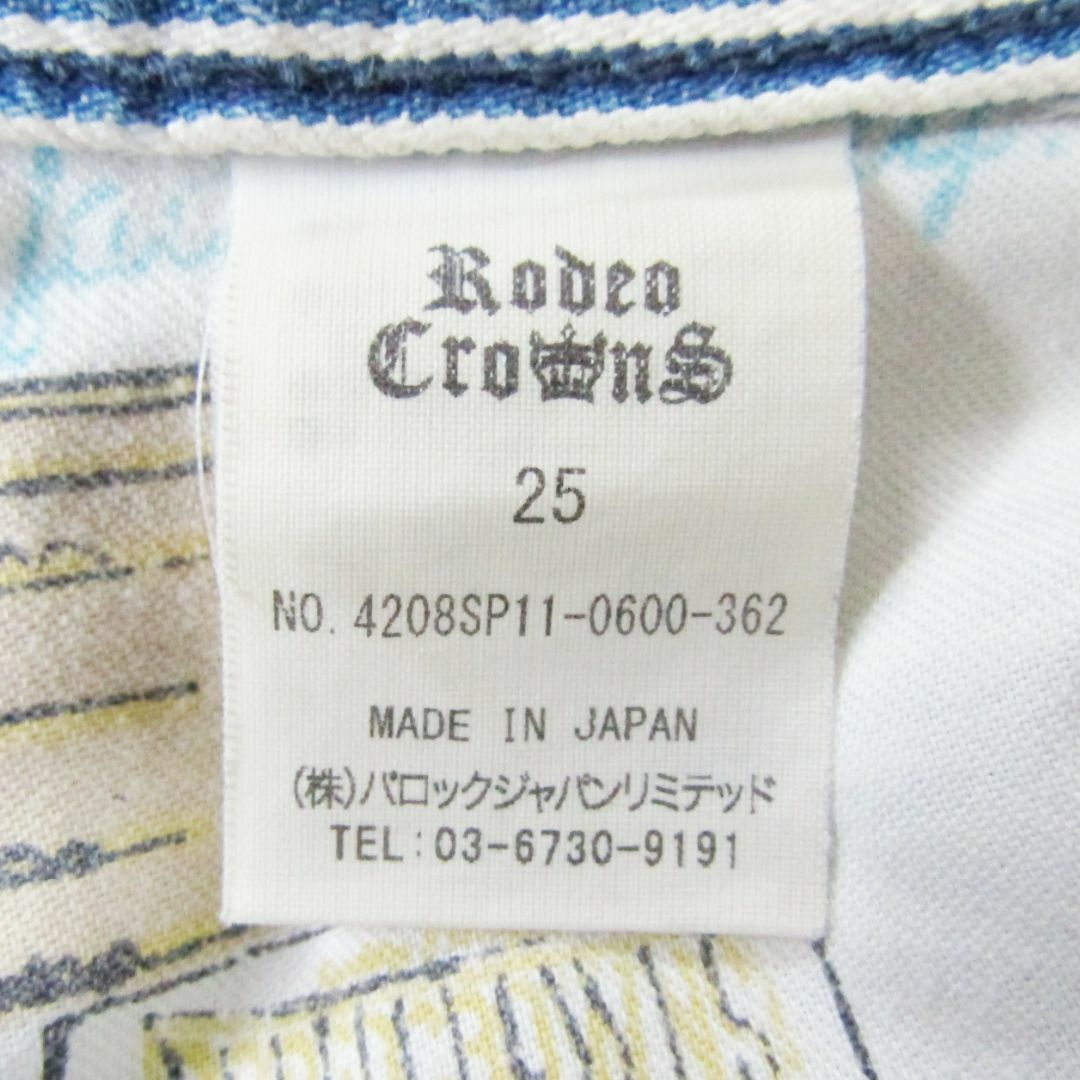 Rodeo
CrownS
25
NO. 4208SP11-0600-362
MADE IN JAPAN
(株)バロックジャパンリミテッド
TEL:03-6730-9191